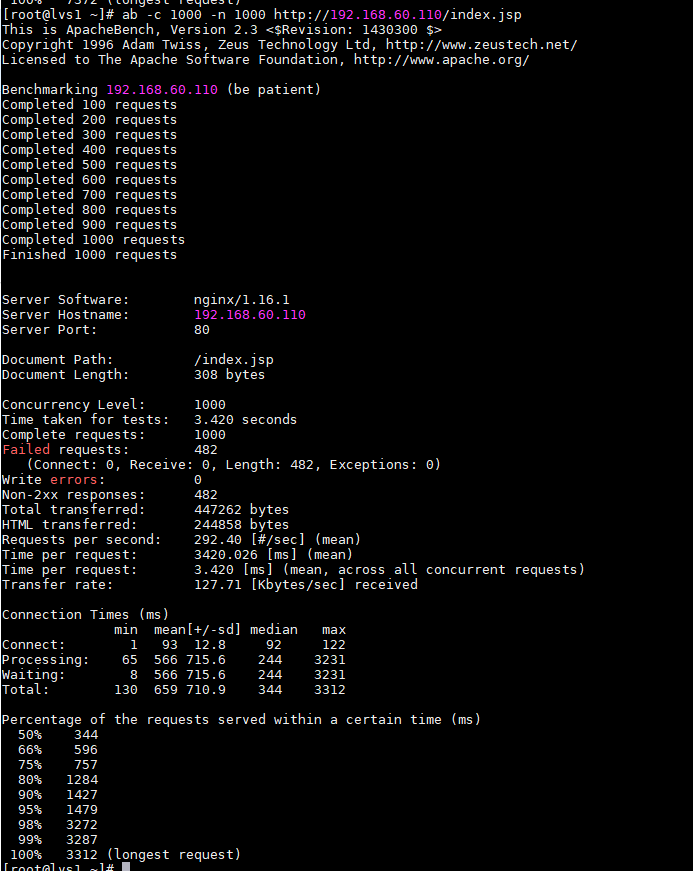 100%   7372 (longest request)
[root@lvs1 ~]# ab -c 1000 -n 1000 http://192.168.60.110/index.jsp
This is ApacheBench, Version 2.3 <$Revision: 1430300 $>
Copyright 1996 Adam Twiss, Zeus Technology Ltd, http://www.zeustech.net/
Licensed to The Apache Software Foundation, http://www.apache.org/

Benchmarking 192.168.60.110 (be patient)
Completed 100 requests
Completed 200 requests
Completed 300 requests
Completed 400 requests
Completed 500 requests
Completed 600 requests
Completed 700 requests
Completed 800 requests
Completed 900 requests
Completed 1000 requests
Finished 1000 requests

Server Software:        nginx/1.16.1
Server Hostname:        192.168.60.110
Server Port:            80

Document Path:          /index.jsp
Document Length:        308 bytes

Concurrency Level:      1000
Time taken for tests:   3.420 seconds
Complete requests:      1000
Failed requests:        482
   (Connect: 0, Receive: 0, Length: 482, Exceptions: 0)
Write errors:           0
Non-2xx responses:      482
Total transferred:      447262 bytes
HTML transferred:       244858 bytes
Requests per second:    292.40 [#/sec] (mean)
Time per request:       3420.026 [ms] (mean)
Time per request:       3.420 [ms] (mean, across all concurrent requests)
Transfer rate:          127.71 [Kbytes/sec] received

Connection Times (ms)
              min  mean[+/-sd] median   max
Connect:        1   93  12.8     92     122
Processing:    65  566 715.6    244    3231
Waiting:        8  566 715.6    244    3231
Total:        130  659 710.9    344    3312

Percentage of the requests served within a certain time (ms)
  50%    344
  66%    596
  75%    757
  80%   1284
  90%   1427
  95%   1479
  98%   3272
  99%   3287
 100%   3312 (longest request)
[root@lvs1 ~]#